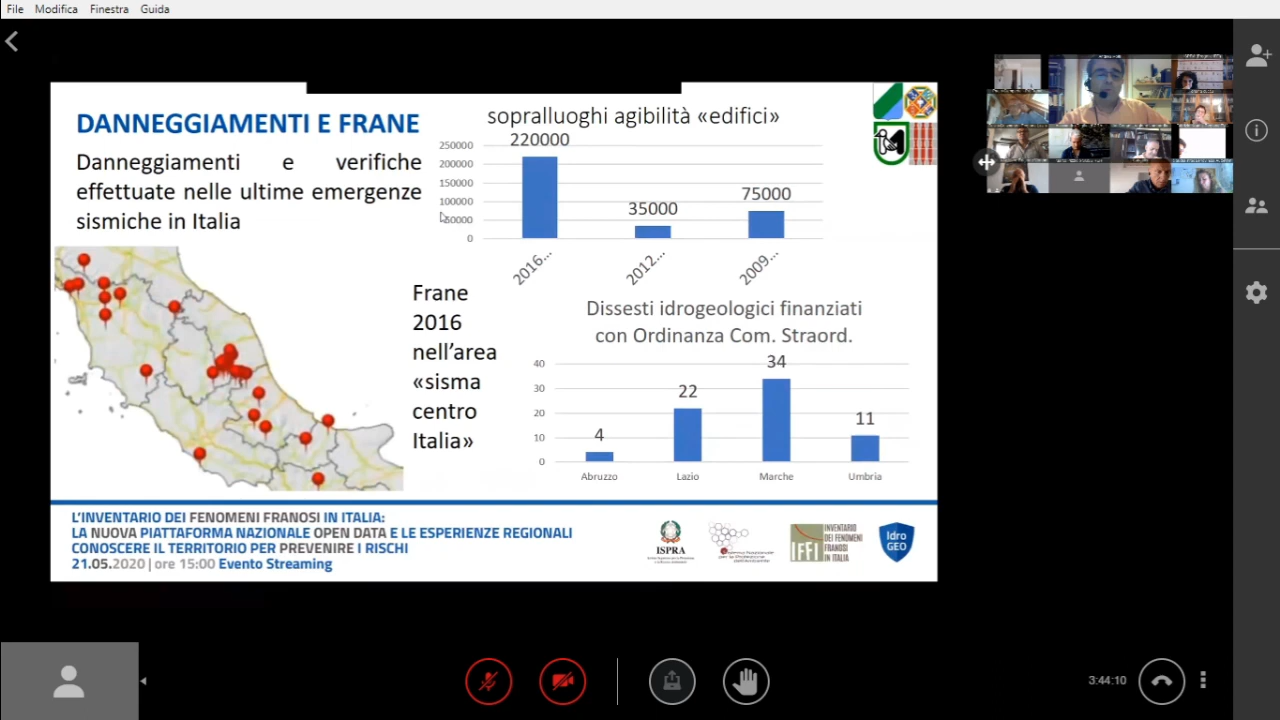 File Modifica Finestra Guida
DANNEGGIAMENTI E FRANE
Danneggiamenti e verifiche
effettuate nelle ultime emergenze
sismiche in Italia
sopralluoghi agibilità «edifici»
250000
200000
150000
100000
50000
0
220000
35000
75000
2016...
2012...
2009...
Frane
2016
nell'area
«sisma
centro
Italia»
Dissesti idrogeologici finanziati
con Ordinanza Com. Straord.
40
30
20
10
0
4
22
34
11
Abruzzo
Lazio
Marche
Umbria
L'INVENTARIO DEI FENOMENI FRANOSI IN ITALIA:
LA NUOVA PIATTAFORMA NAZIONALE OPEN DATA E LE ESPERIENZE REGIONALI
CONOSCERE IL TERRITORIO PER PREVENIRE I RISCHI
21.05.2020 | ore 15:00 Evento Streaming
ISPRA
IFFI
INVENTARIO
DEI FENOMENI
FRANOSI
IN ITALIA
Idro
GEO
3:44:10